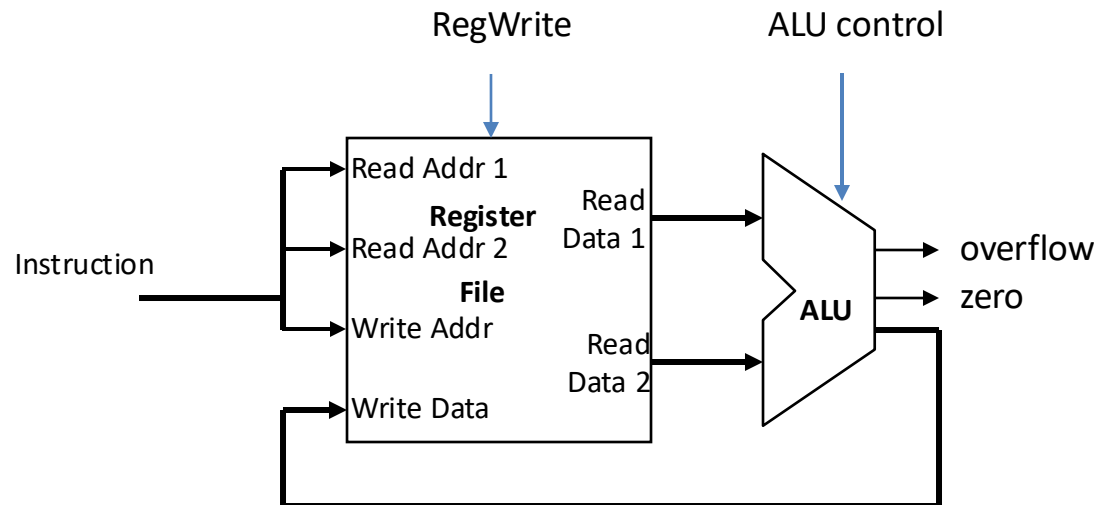 RegWrite
ALU control
Instruction
Read Addr 1
Register
Read Addr 2
File
Write Addr
Write Data
Read
Data 1
Read
Data 2
ALU
overflow
zero